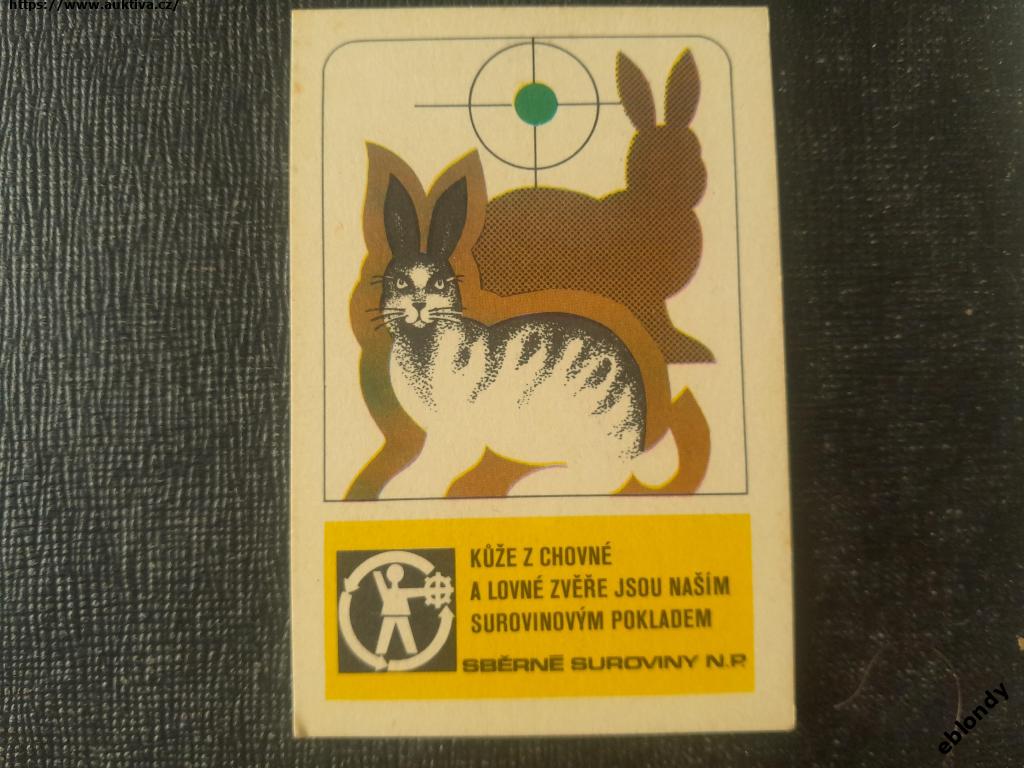 https://www.auktiva.cz/
KŮŽE Z CHOVNÉ
A LOVNÉ ZVĚŘE JSOU NAŠÍM
SUROVINOVÝM POKLADEM
SBĚRNÉ SUROVINY N.P.
eblondy